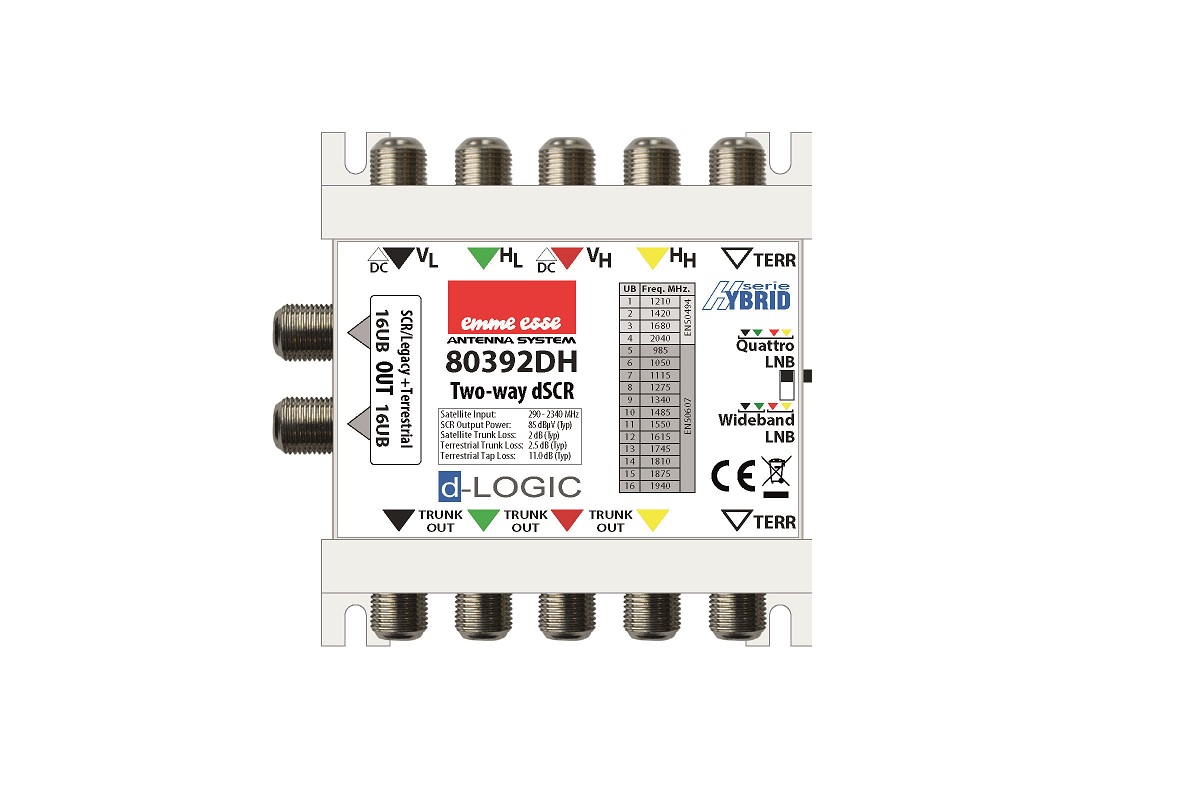 VL HL VH HH TERR
DC DC
emme esse
ANTENNA SYSTEM
80392DH
Two-way dSCR
Satellite Input: 290 - 2340 MHz
SCR Output Power: 85 dBµV (Typ)
Satellite Trunk Loss: 2 dB (Typ)
Terrestrial Trunk Loss: 2.5 dB (Typ)
Terrestrial Tap Loss: 11.0 dB (Typ)
d-LOGIC
SCR/Legacy +Terrestrial
16UB OUT 16UB
UB Freq. MHz.
1 1210
2 1420
3 1680
4 2040
5 985
6 1050
7 1115
8 1275
9 1340
10 1485
11 1550
12 1615
13 1745
14 1810
15 1875
16 1940
EN50494
EN50607
serie
HYBRID
Quattro
LNB
Wideband
LNB
CE
TRUNK TRUNK TRUNK TERR
OUT OUT OUT